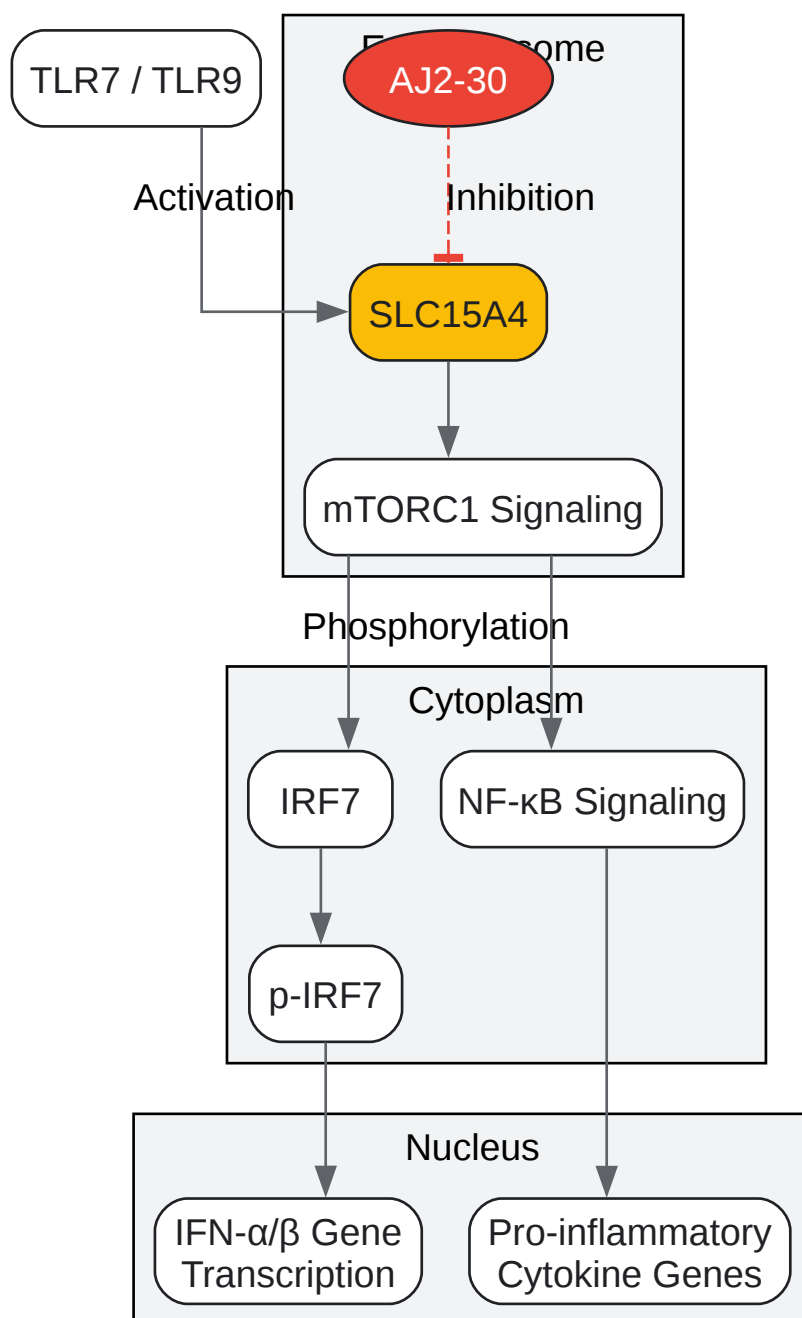 TLR7 / TLR9
AJ2-30
Activation
Inhibition
SLC15A4
mTORC1 Signaling
Phosphorylation
Cytoplasm
IRF7
NF-κB Signaling
p-IRF7
Nucleus
IFN-α/β Gene
Transcription
Pro-inflammatory
Cytokine Genes